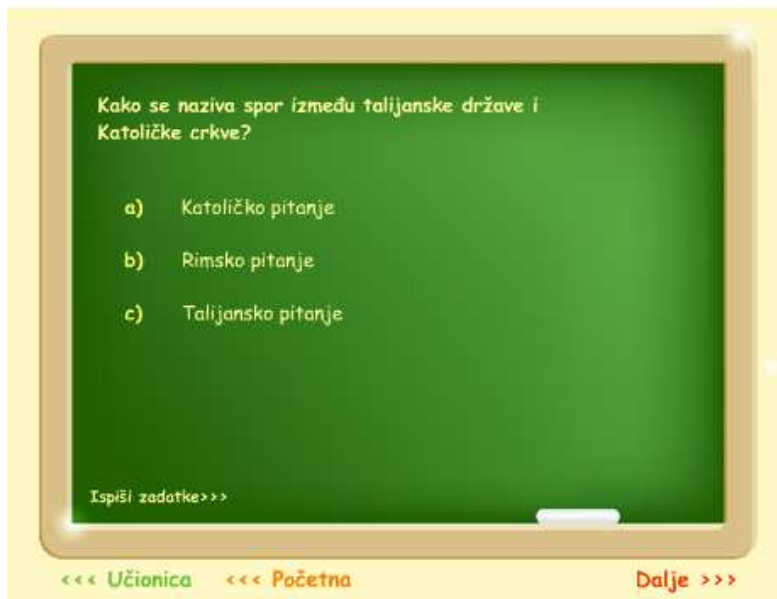 Kako se naziva spor između talijanske države i
Katoličke crkve?
a) Katoličko pitanje
b) Rimsko pitanje
c) Talijansko pitanje
Ispiši zadatke>>>
<<< Učionica <<< Početna Dalje >>>